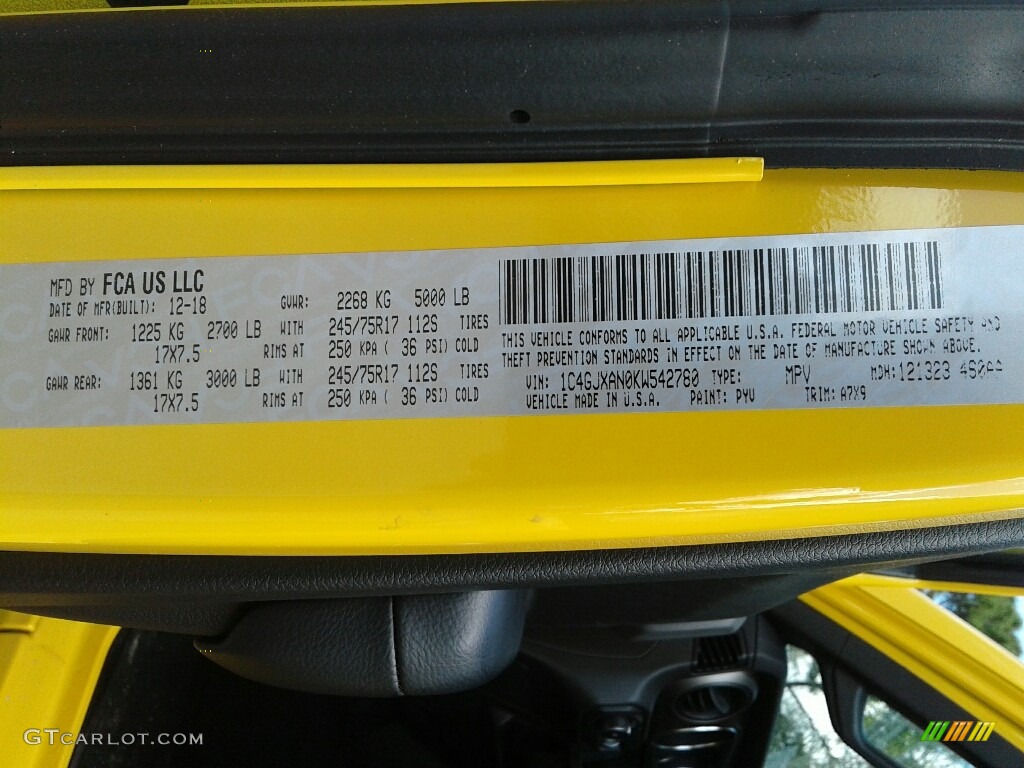 MFD BY FCA US LLC
DATE OF MFR(BUILT): 12-18 GVWR: 2268 KG 5000 LB
GAWR FRONT: 1225 KG 2700 LB WITH 245/75R17 112S TIRES
17X7.5 RIMS AT 250 KPA ( 36 PSI) COLD
GAWR REAR: 1361 KG 3000 LB WITH 245/75R17 112S TIRES
17X7.5 RIMS AT 250 KPA ( 36 PSI) COLD
THIS VEHICLE CONFORMS TO ALL APPLICABLE U.S.A. FEDERAL MOTOR VEHICLE SAFETY AND
THEFT PREVENTION STANDARDS IN EFFECT ON THE DATE OF MANUFACTURE SHOWN ABOVE.
VIN: 1C4GJXAN0KW542760 TYPE: MPV MDH: 121323
VEHICLE MADE IN U.S.A. PAINT: PYV TRIM: A7X9
GTCARLOT.COM